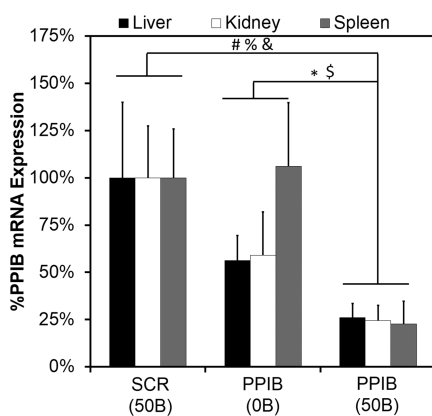 Liver Kidney Spleen
175%
# % &
150%
* $
125%
100%
75%
50%
25%
0%
%PPIB mRNA Expression
SCR PPIB PPIB
(50B) (0B) (50B)